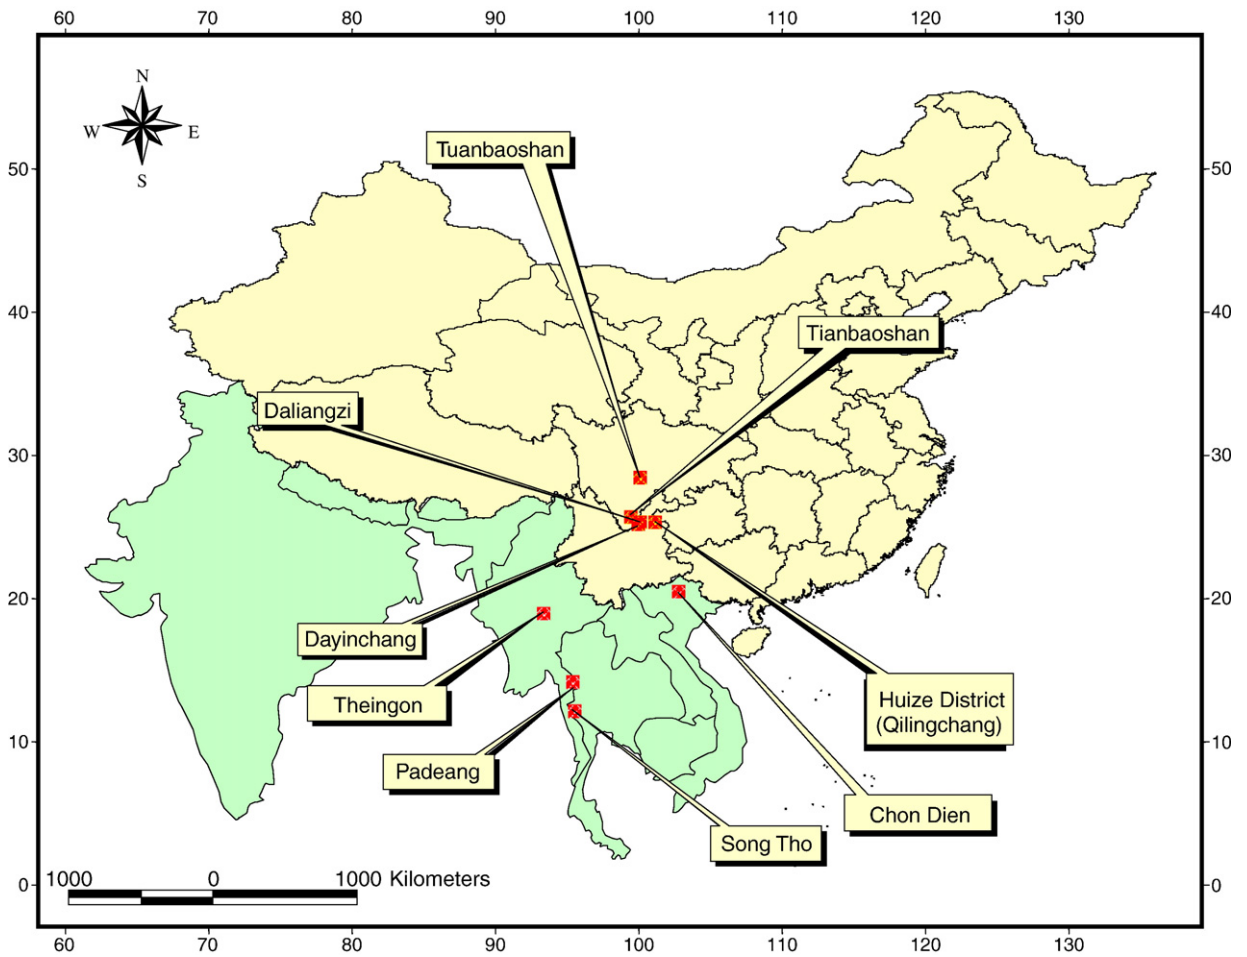 60 70 80 90 100 110 120 130
N
W E
S
Tuanbaoshan
50 50
Tianbaoshan
40 40
Daliangzi
30 30
20 20
Dayinchang
Theingon
Huize District
(Qilingchang)
10 10
Padeang
Chon Dien
Song Tho
1000 0 1000 Kilometers
0 0
60 70 80 90 100 110 120 130